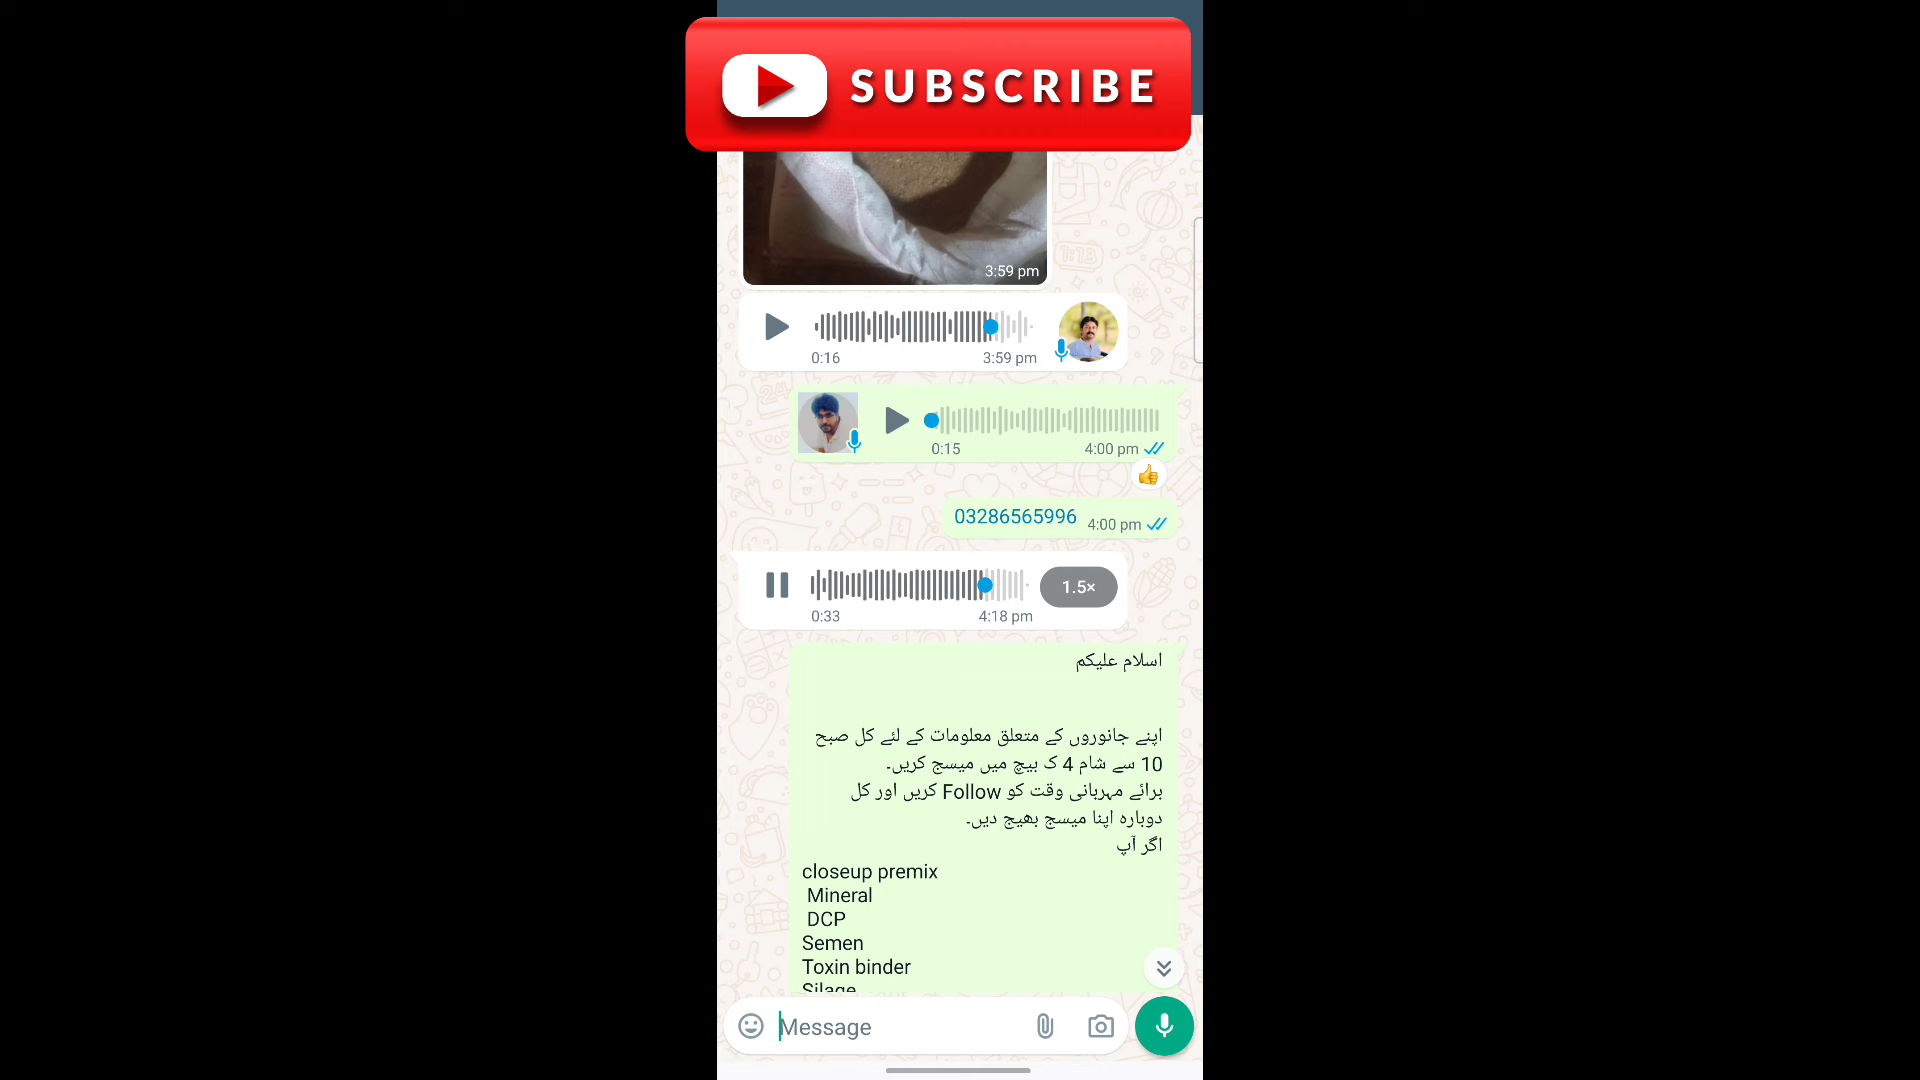 SUBSCRIBE
3:59 pm
0:16 3:59 pm
0:15 4:00 pm
03286565996 4:00 pm
1.5×
0:33 4:18 pm
اسلام علیکم
اپنے جانوروں کے متعلق معلومات کے لئے کل صبح
10 سے شام 4 ک بیچ میں میسج کریں۔
برائے مہربانی وقت کو Follow کریں اور کل
دوبارہ اپنا میسج بھیج دیں۔
اگر آپ
closeup premix
Mineral
DCP
Semen
Toxin binder
Silage
Message